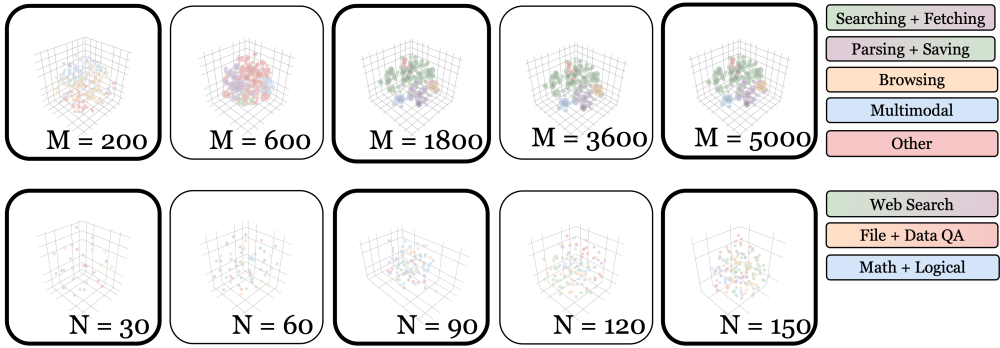 M = 200
M = 600
M = 1800
M = 3600
M = 5000
Searching + Fetching
Parsing + Saving
Browsing
Multimodal
Other
N = 30
N = 60
N = 90
N = 120
N = 150
Web Search
File + Data QA
Math + Logical